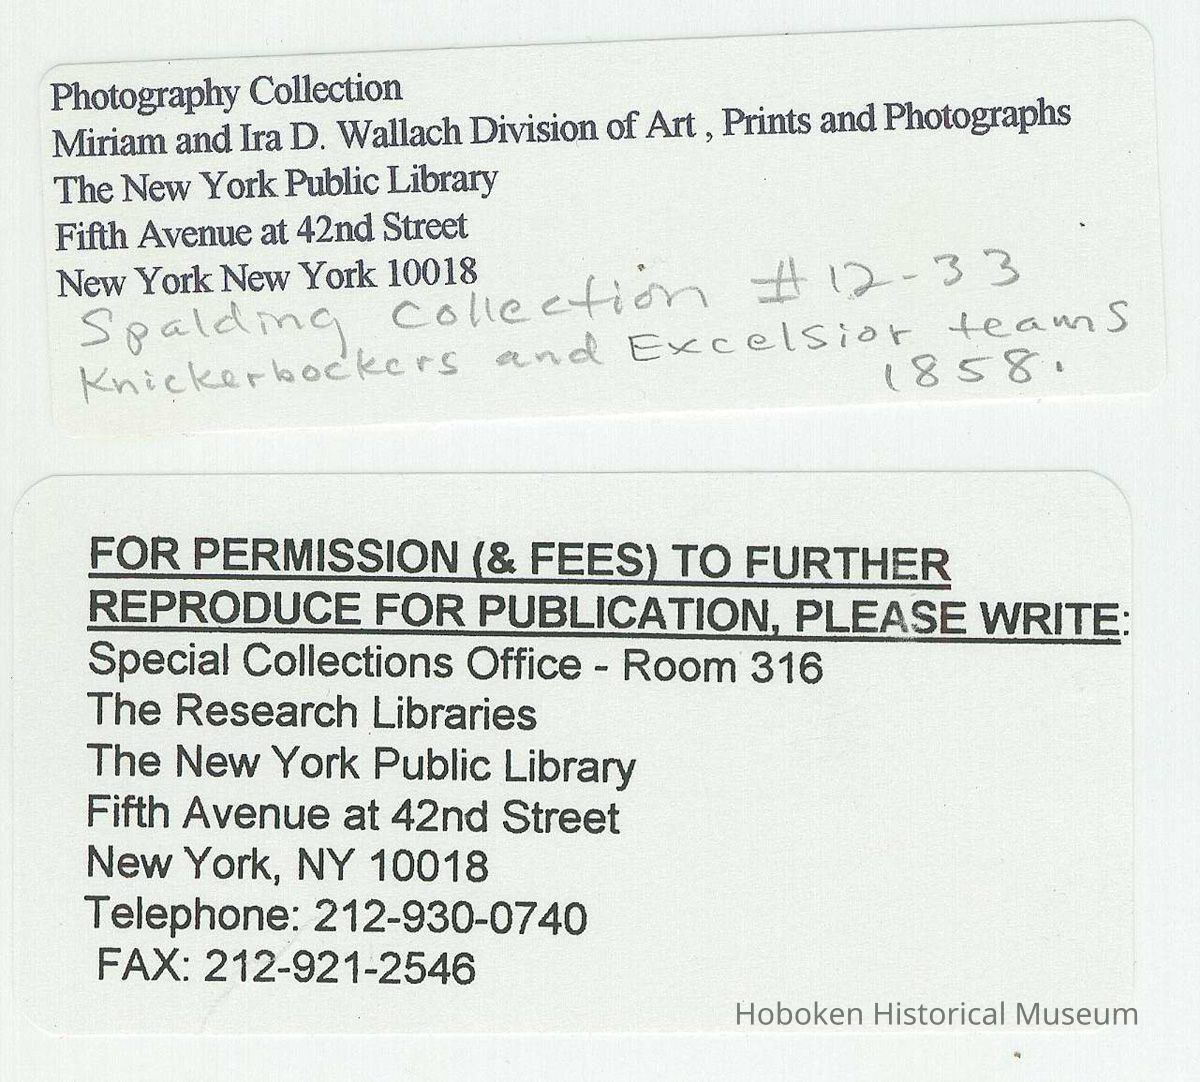 Photography Collection
Miriam and Ira D. Wallach Division of Art , Prints and Photographs
The New York Public Library
Fifth Avenue at 42nd Street
New York New York 10018
Spalding Collection #12-33
Knickerbockers and Excelsior teams
1858.
FOR PERMISSION (& FEES) TO FURTHER
REPRODUCE FOR PUBLICATION, PLEASE WRITE:
Special Collections Office - Room 316
The Research Libraries
The New York Public Library
Fifth Avenue at 42nd Street
New York, NY 10018
Telephone: 212-930-0740
FAX: 212-921-2546
Hoboken Historical Museum